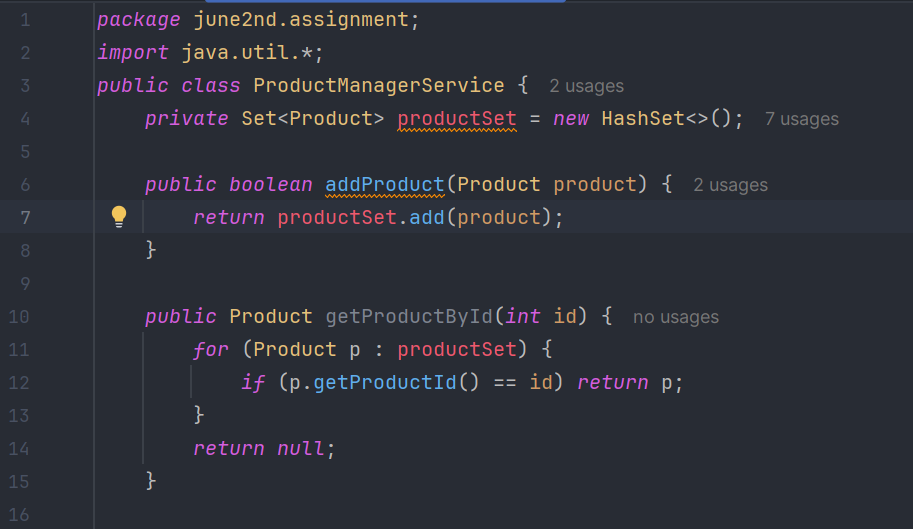 1 package june2nd.assignment;
2 import java.util.*;
3 public class ProductManagerService { 2 usages
4 private Set<Product> productSet = new HashSet<>(); 7 usages
5
6 public boolean addProduct(Product product) { 2 usages
7 return productSet.add(product);
8 }
9
10 public Product getProductById(int id) { no usages
11 for (Product p : productSet) {
12 if (p.getProductId() == id) return p;
13 }
14 return null;
15 }
16